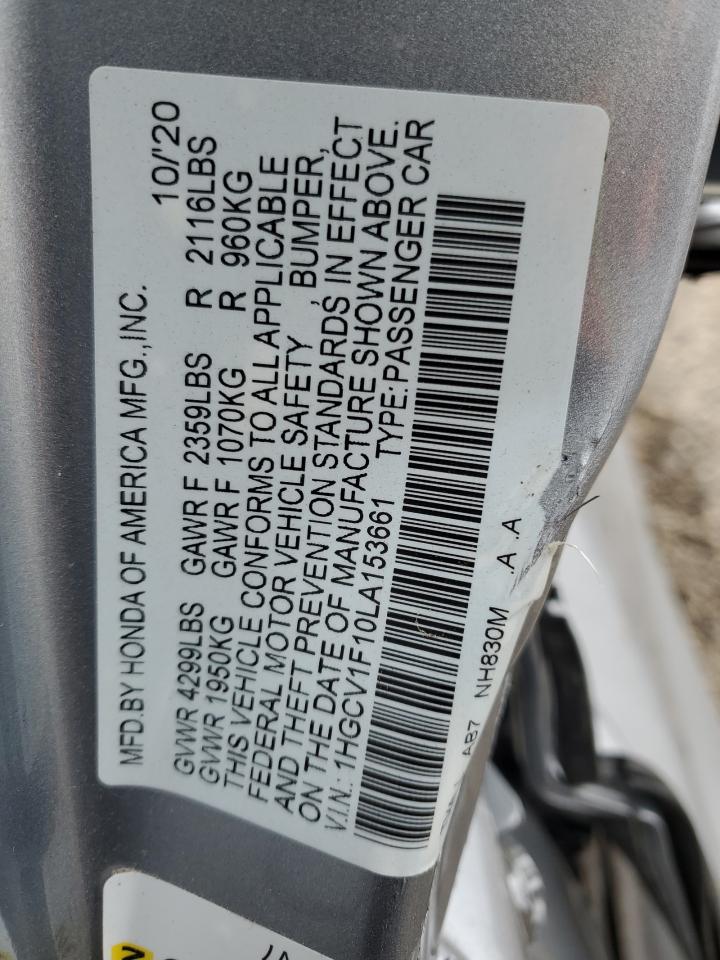 MFD.BY HONDA OF AMERICA MFG.,INC. 10/'20
GVWR 4299LBS GAWR F 2359LBS R 2116LBS
GVWR 1950KG GAWR F 1070KG R 960KG
THIS VEHICLE CONFORMS TO ALL APPLICABLE
FEDERAL MOTOR VEHICLE SAFETY , BUMPER,
AND THEFT PREVENTION STANDARDS IN EFFECT
ON THE DATE OF MANUFACTURE SHOWN ABOVE.
V.I.N.: 1HGCV1F10LA153661 TYPE: PASSENGER CAR
AB7 NH830M .A .A